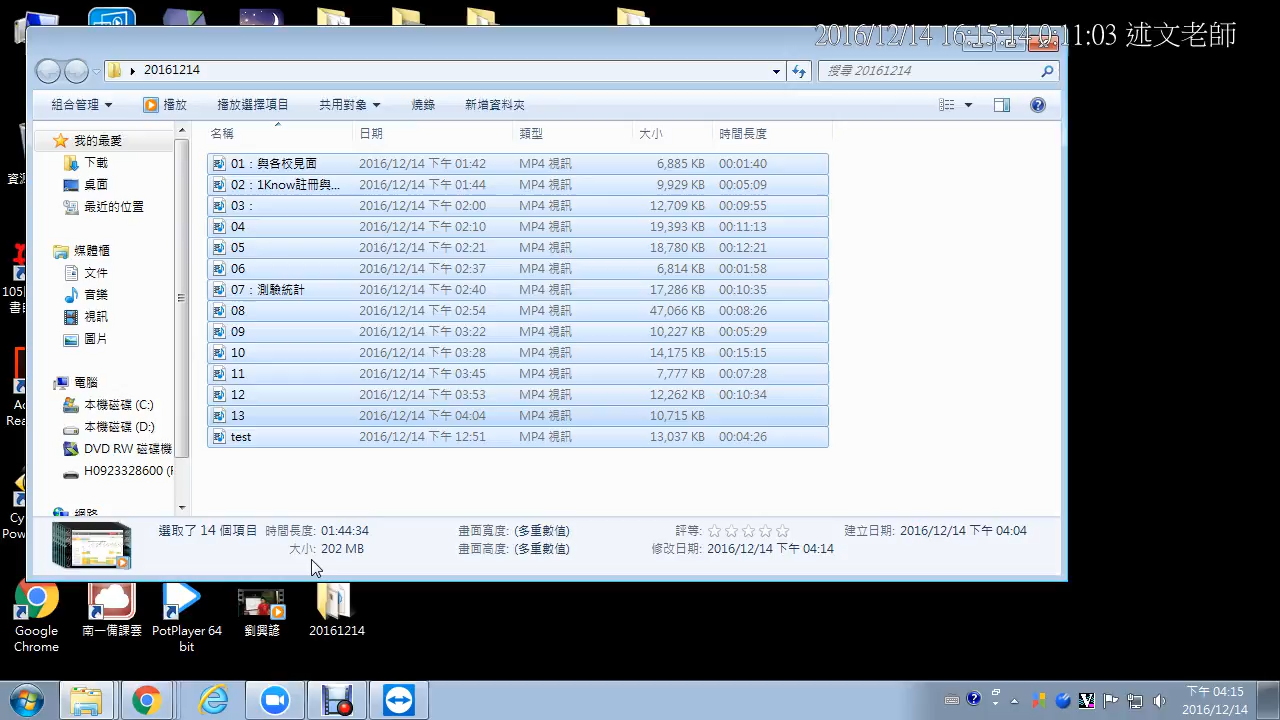 2016/12/14 16:15:14 0:11:03 述文老師
20161214
搜尋 20161214
組合管理 播放 播放選擇項目 共用對象 燒錄 新增資料夾
我的最愛
下載
桌面
最近的位置
媒體櫃
文件
音樂
視訊
圖片
電腦
本機磁碟 (C:)
本機磁碟 (D:)
DVD RW 磁碟機
H0923328600 (F
網路
名稱 日期 類型 大小 時間長度
01：與各校見面 2016/12/14 下午 01:42 MP4 視訊 6,885 KB 00:01:40
02：1Know註冊與... 2016/12/14 下午 01:44 MP4 視訊 9,929 KB 00:05:09
03： 2016/12/14 下午 02:00 MP4 視訊 12,709 KB 00:09:55
04 2016/12/14 下午 02:10 MP4 視訊 19,393 KB 00:11:13
05 2016/12/14 下午 02:21 MP4 視訊 18,780 KB 00:12:21
06 2016/12/14 下午 02:37 MP4 視訊 6,814 KB 00:01:58
07：測驗統計 2016/12/14 下午 02:40 MP4 視訊 17,286 KB 00:10:35
08 2016/12/14 下午 02:54 MP4 視訊 47,066 KB 00:08:26
09 2016/12/14 下午 03:22 MP4 視訊 10,227 KB 00:05:29
10 2016/12/14 下午 03:28 MP4 視訊 14,175 KB 00:15:15
11 2016/12/14 下午 03:45 MP4 視訊 7,777 KB 00:07:28
12 2016/12/14 下午 03:53 MP4 視訊 12,262 KB 00:10:34
13 2016/12/14 下午 04:04 MP4 視訊 10,715 KB
test 2016/12/14 下午 12:51 MP4 視訊 13,037 KB 00:04:26
選取了 14 個項目 時間長度: 01:44:34 畫面寬度: (多重數值) 評等: 建立日期: 2016/12/14 下午 04:04
大小: 202 MB 畫面高度: (多重數值) 修改日期: 2016/12/14 下午 04:14
Google
Chrome
南一備課雲
PotPlayer 64
bit
劉興諺
20161214
下午 04:15
2016/12/14